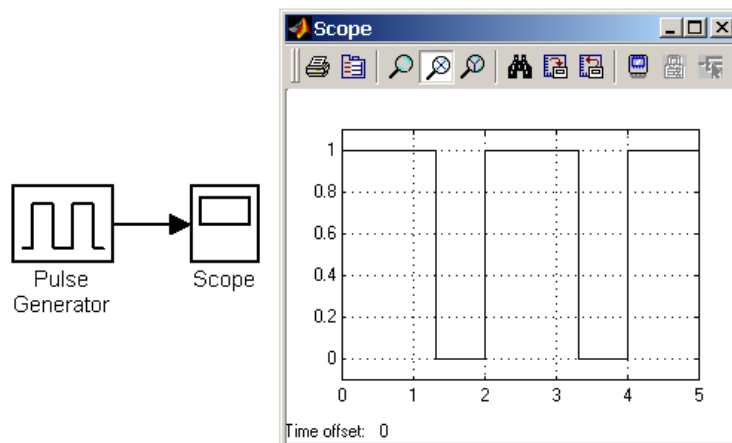 Scope
1
0.8
0.6
0.4
0.2
0
0 1 2 3 4 5
Time offset: 0
Pulse
Generator
Scope